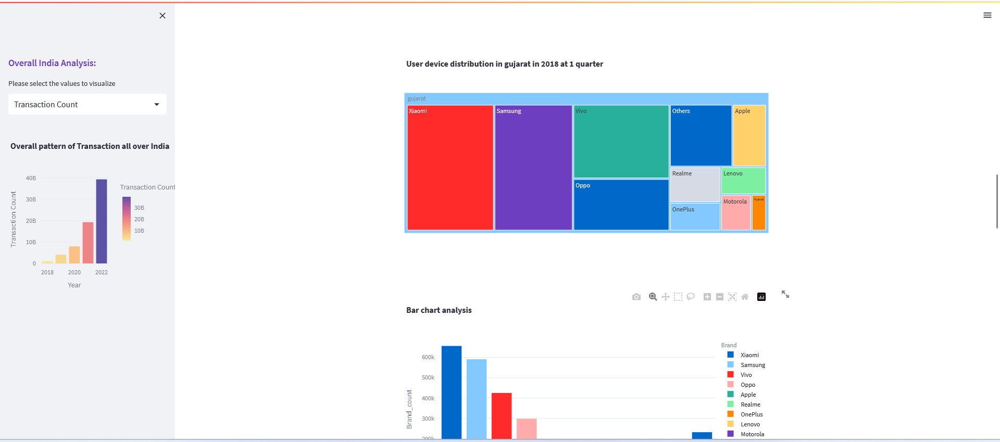 Overall India Analysis:
Please select the values to visualize
Transaction Count
Overall pattern of Transaction all over India
Transaction Count
40B
30B
20B
10B
0
2018
2020
2022
Year
Transaction Count
30B
20B
10B
User device distribution in gujarat in 2018 at 1 quarter
gujarat
Xiaomi
Samsung
Vivo
Oppo
Others
Apple
Realme
Lenovo
OnePlus
Motorola
Huawei
Bar chart analysis
Brand_count
600k
500k
400k
300k
200k
Brand
Xiaomi
Samsung
Vivo
Oppo
Apple
Realme
OnePlus
Lenovo
Motorola